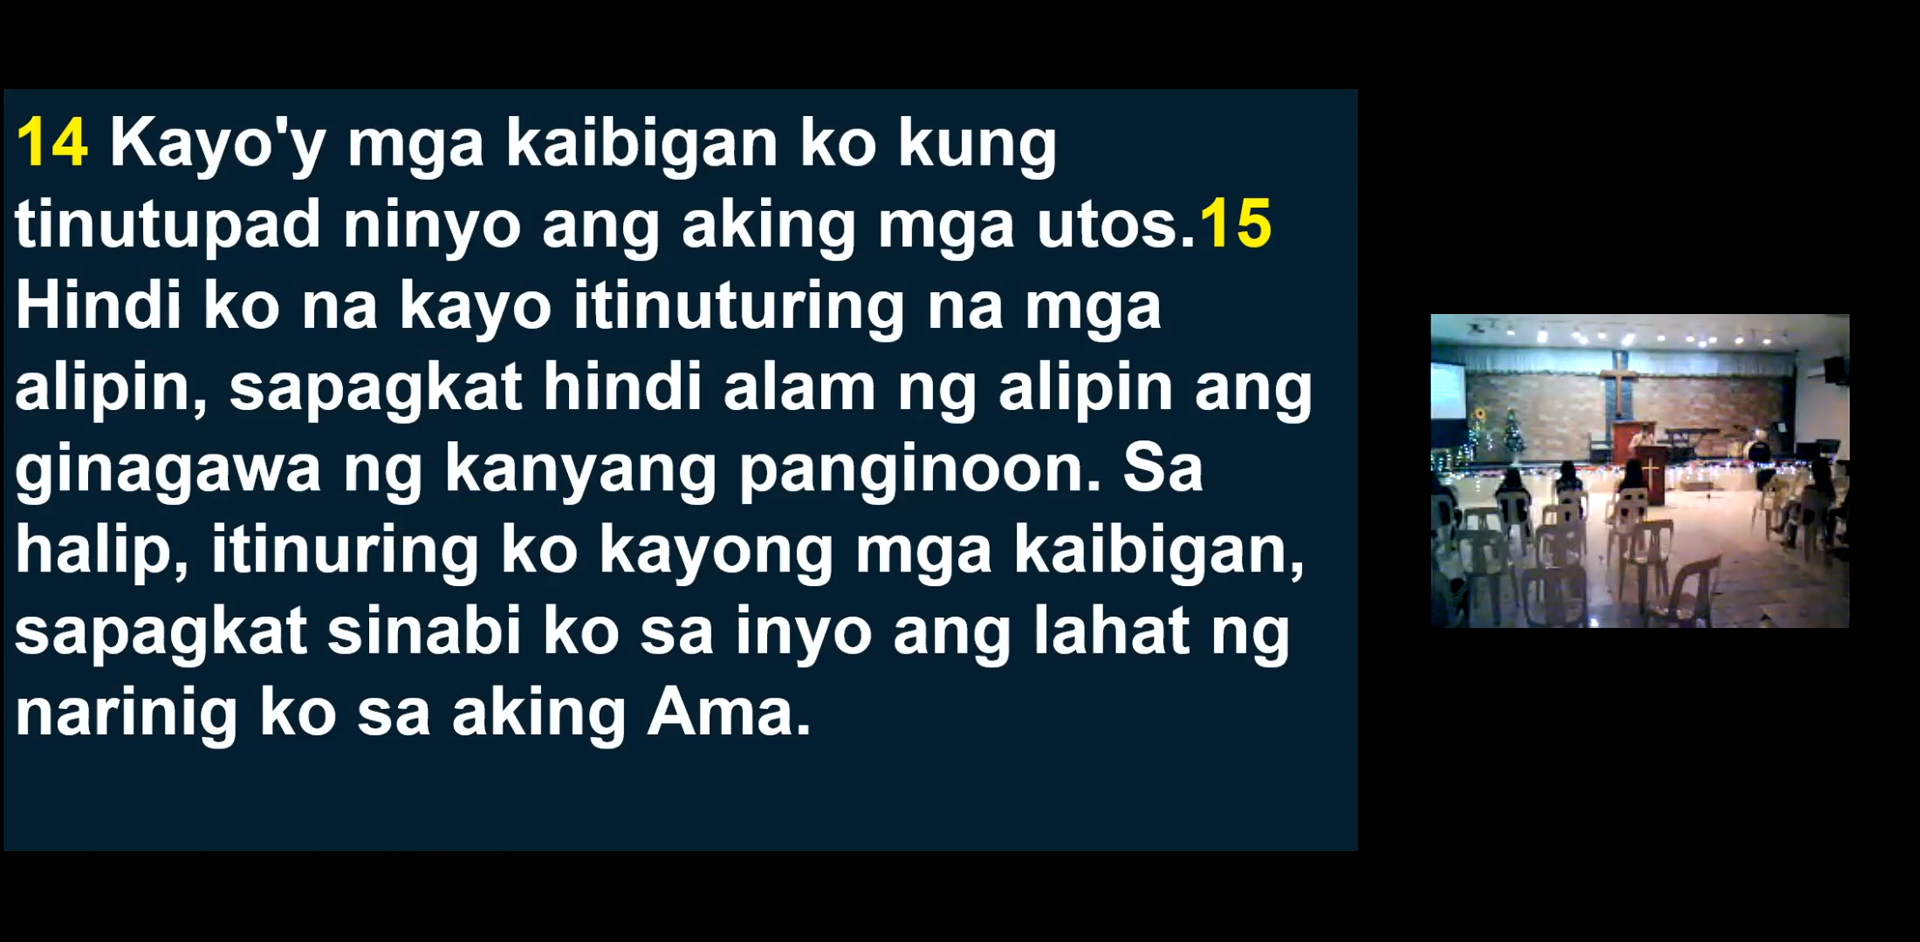 14 Kayo'y mga kaibigan ko kung
tinutupad ninyo ang aking mga utos.15
Hindi ko na kayo itinuturing na mga
alipin, sapagkat hindi alam ng alipin ang
ginagawa ng kanyang panginoon. Sa
halip, itinuring ko kayong mga kaibigan,
sapagkat sinabi ko sa inyo ang lahat ng
narinig ko sa aking Ama.